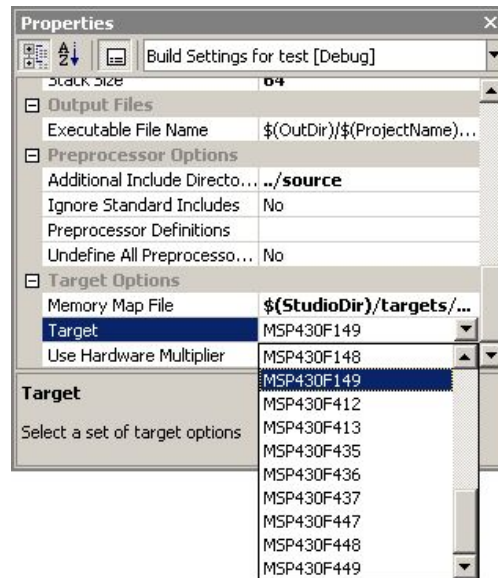 Properties
Build Settings for test [Debug]
Stack Size 64
Output Files
Executable File Name $(OutDir)/$(ProjectName)...
Preprocessor Options
Additional Include Directo... ../source
Ignore Standard Includes No
Preprocessor Definitions
Undefine All Preprocesso... No
Target Options
Memory Map File $(StudioDir)/targets/...
Target MSP430F149
Use Hardware Multiplier MSP430F148
MSP430F149
MSP430F412
MSP430F413
MSP430F435
MSP430F436
MSP430F437
MSP430F447
MSP430F448
MSP430F449
Target
Select a set of target options